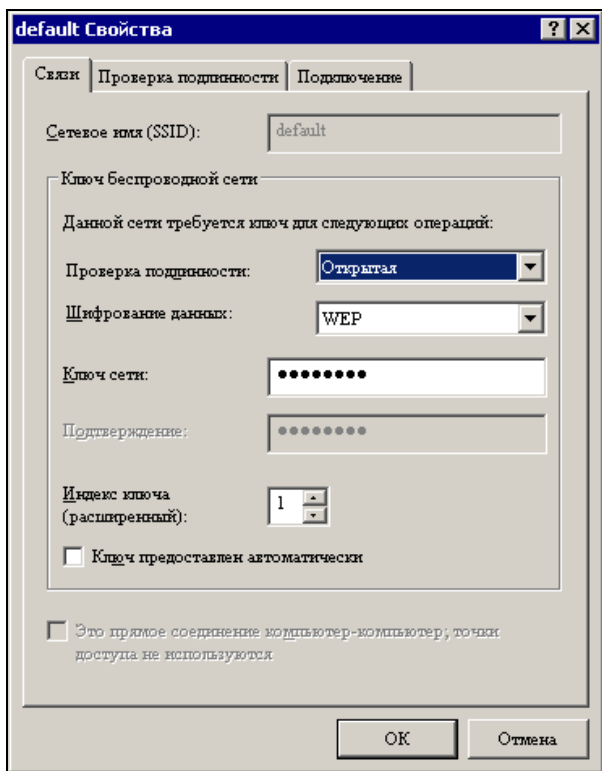 default Свойства
Связи
Проверка подлинности
Подключение
Сетевое имя (SSID):
default
Ключ беспроводной сети
Данной сети требуется ключ для следующих операций:
Проверка подлинности:
Открытая
Шифрование данных:
WEP
Ключ сети:
●●●●●●●●
Подтверждение:
●●●●●●●●
Индекс ключа
(расширенный):
1
Ключ предоставлен автоматически
Это прямое соединение компьютер-компьютер; точки
доступа не используются
OK
Отмена